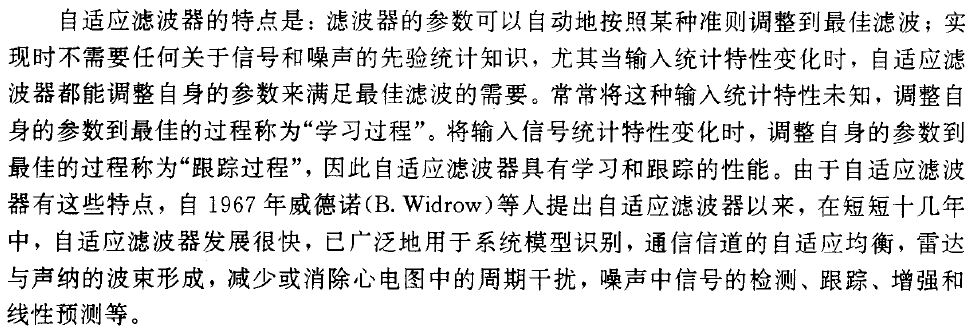 自适应滤波器的特点是：滤波器的参数可以自动地按照某种准则调整到最佳滤波；实
现时不需要任何关于信号和噪声的先验统计知识，尤其当输入统计特性变化时，自适应滤
波器都能调整自身的参数来满足最佳滤波的需要。常常将这种输入统计特性未知，调整自
身的参数到最佳的过程称为“学习过程”。将输入信号统计特性变化时，调整自身的参数到
最佳的过程称为“跟踪过程”，因此自适应滤波器具有学习和跟踪的性能。由于自适应滤波
器有这些特点，自 1967 年威德诺(B. Widrow)等人提出自适应滤波器以来，在短短十几年
中，自适应滤波器发展很快，已广泛地用于系统模型识别，通信信道的自适应均衡，雷达
与声纳的波束形成，减少或消除心电图中的周期干扰，噪声中信号的检测、跟踪、增强和
线性预测等。